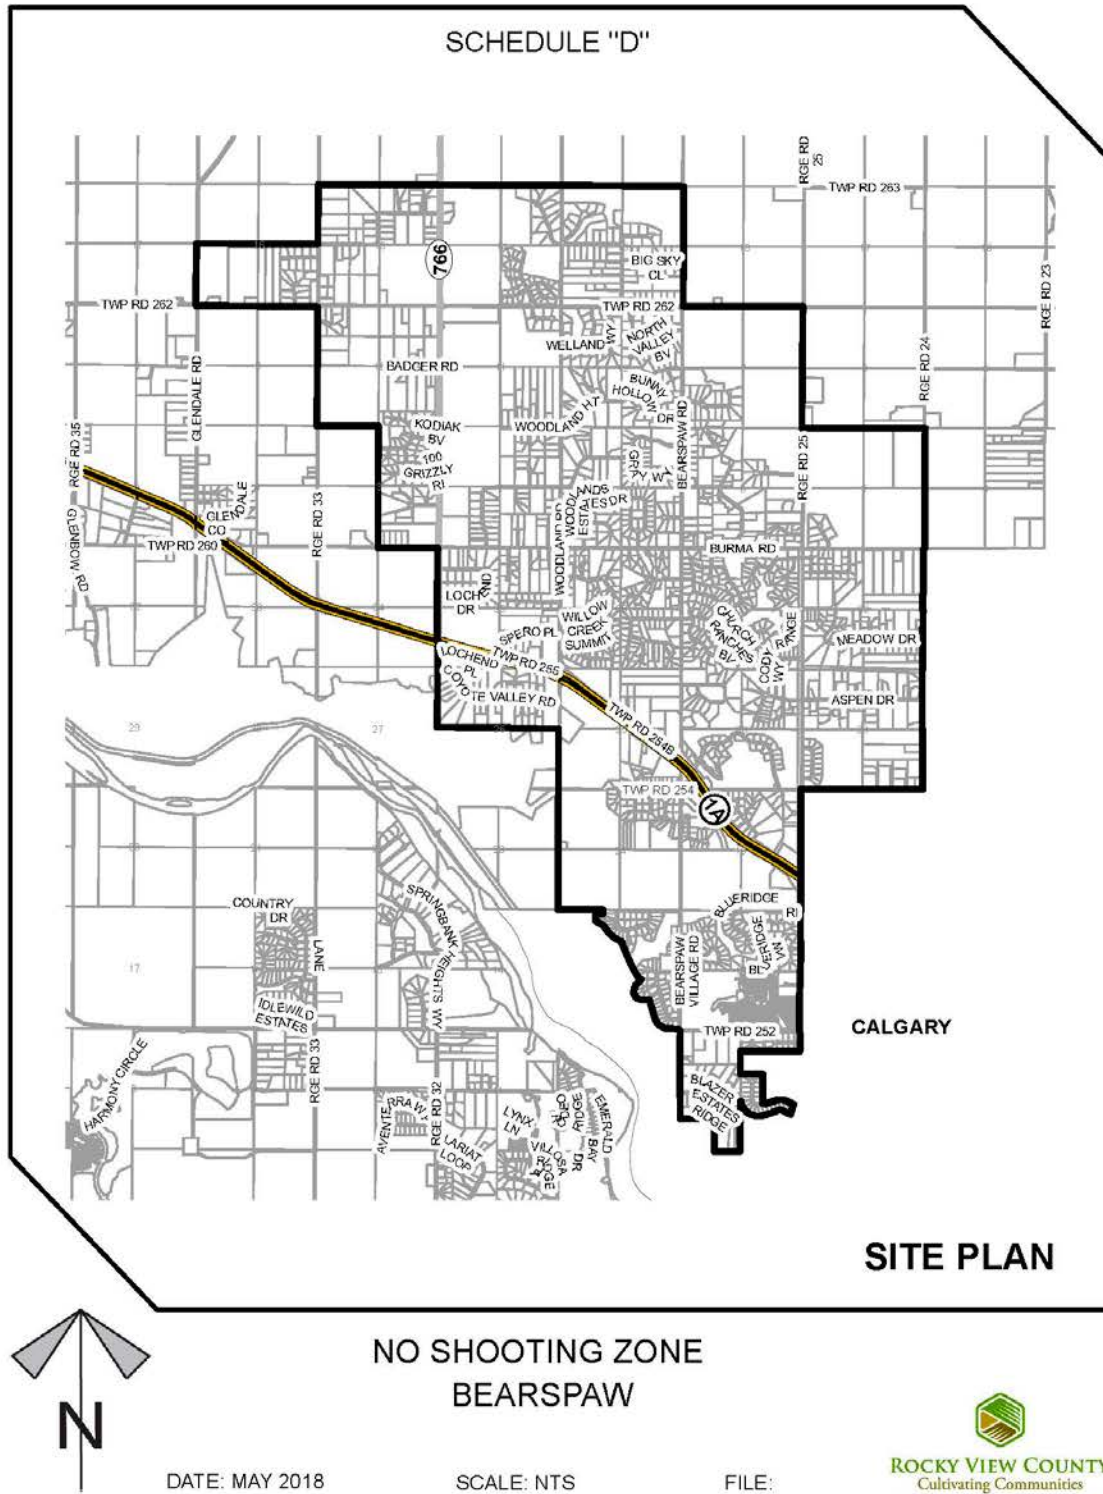 SCHEDULE "D"
RGE RD 25
TWP RD 263
766
BIG SKY CL
TWP RD 262
TWP RD 262
RGE RD 23
WELLAND WY
NORTH VALLEY BV
GLENDALE RD
BADGER RD
RGE RD 24
BUNNY HOLLOW DR
WOODLAND HT
KODIAK BV
BEARSPAW RD
RGE RD 35
RGE RD 25
100
GRIZZLY RI
GRAY WY
GLENDALE CO
RGE RD 33
WOODLANDS ESTATES DR
TWP RD 260
BURMA RD
GLENBOW RD
WOODLAND RD
LOCHEND DR
WILLOW CREEK SUMMIT
CHURCH RANCHES BV
RANGE
MEADOW DR
SPERO PL
LOCHEND PL
TWP RD 255
CODY WY
COYOTE VALLEY RD
ASPEN DR
29
27
TWP RD 254B
TWP RD 254
1A
COUNTRY DR
LANE
SPRINGBANK HEIGHTS WY
BLUERIDGE RI
BLUERIDGE VW
17
BEARSPAW VILLAGE RD
IDLEWILD ESTATES
TWP RD 252
CALGARY
HARMONY CIRCLE
RGE RD 33
RGE RD 32
BLAZER ESTATES RIDGE
LYNX LN
EMERALD BAY DR
LARIAT LOOP
VILLOSA RIDGE
SITE PLAN
N
NO SHOOTING ZONE
BEARSPAW
DATE: MAY 2018
SCALE: NTS
FILE:
ROCKY VIEW COUNTY
Cultivating Communities